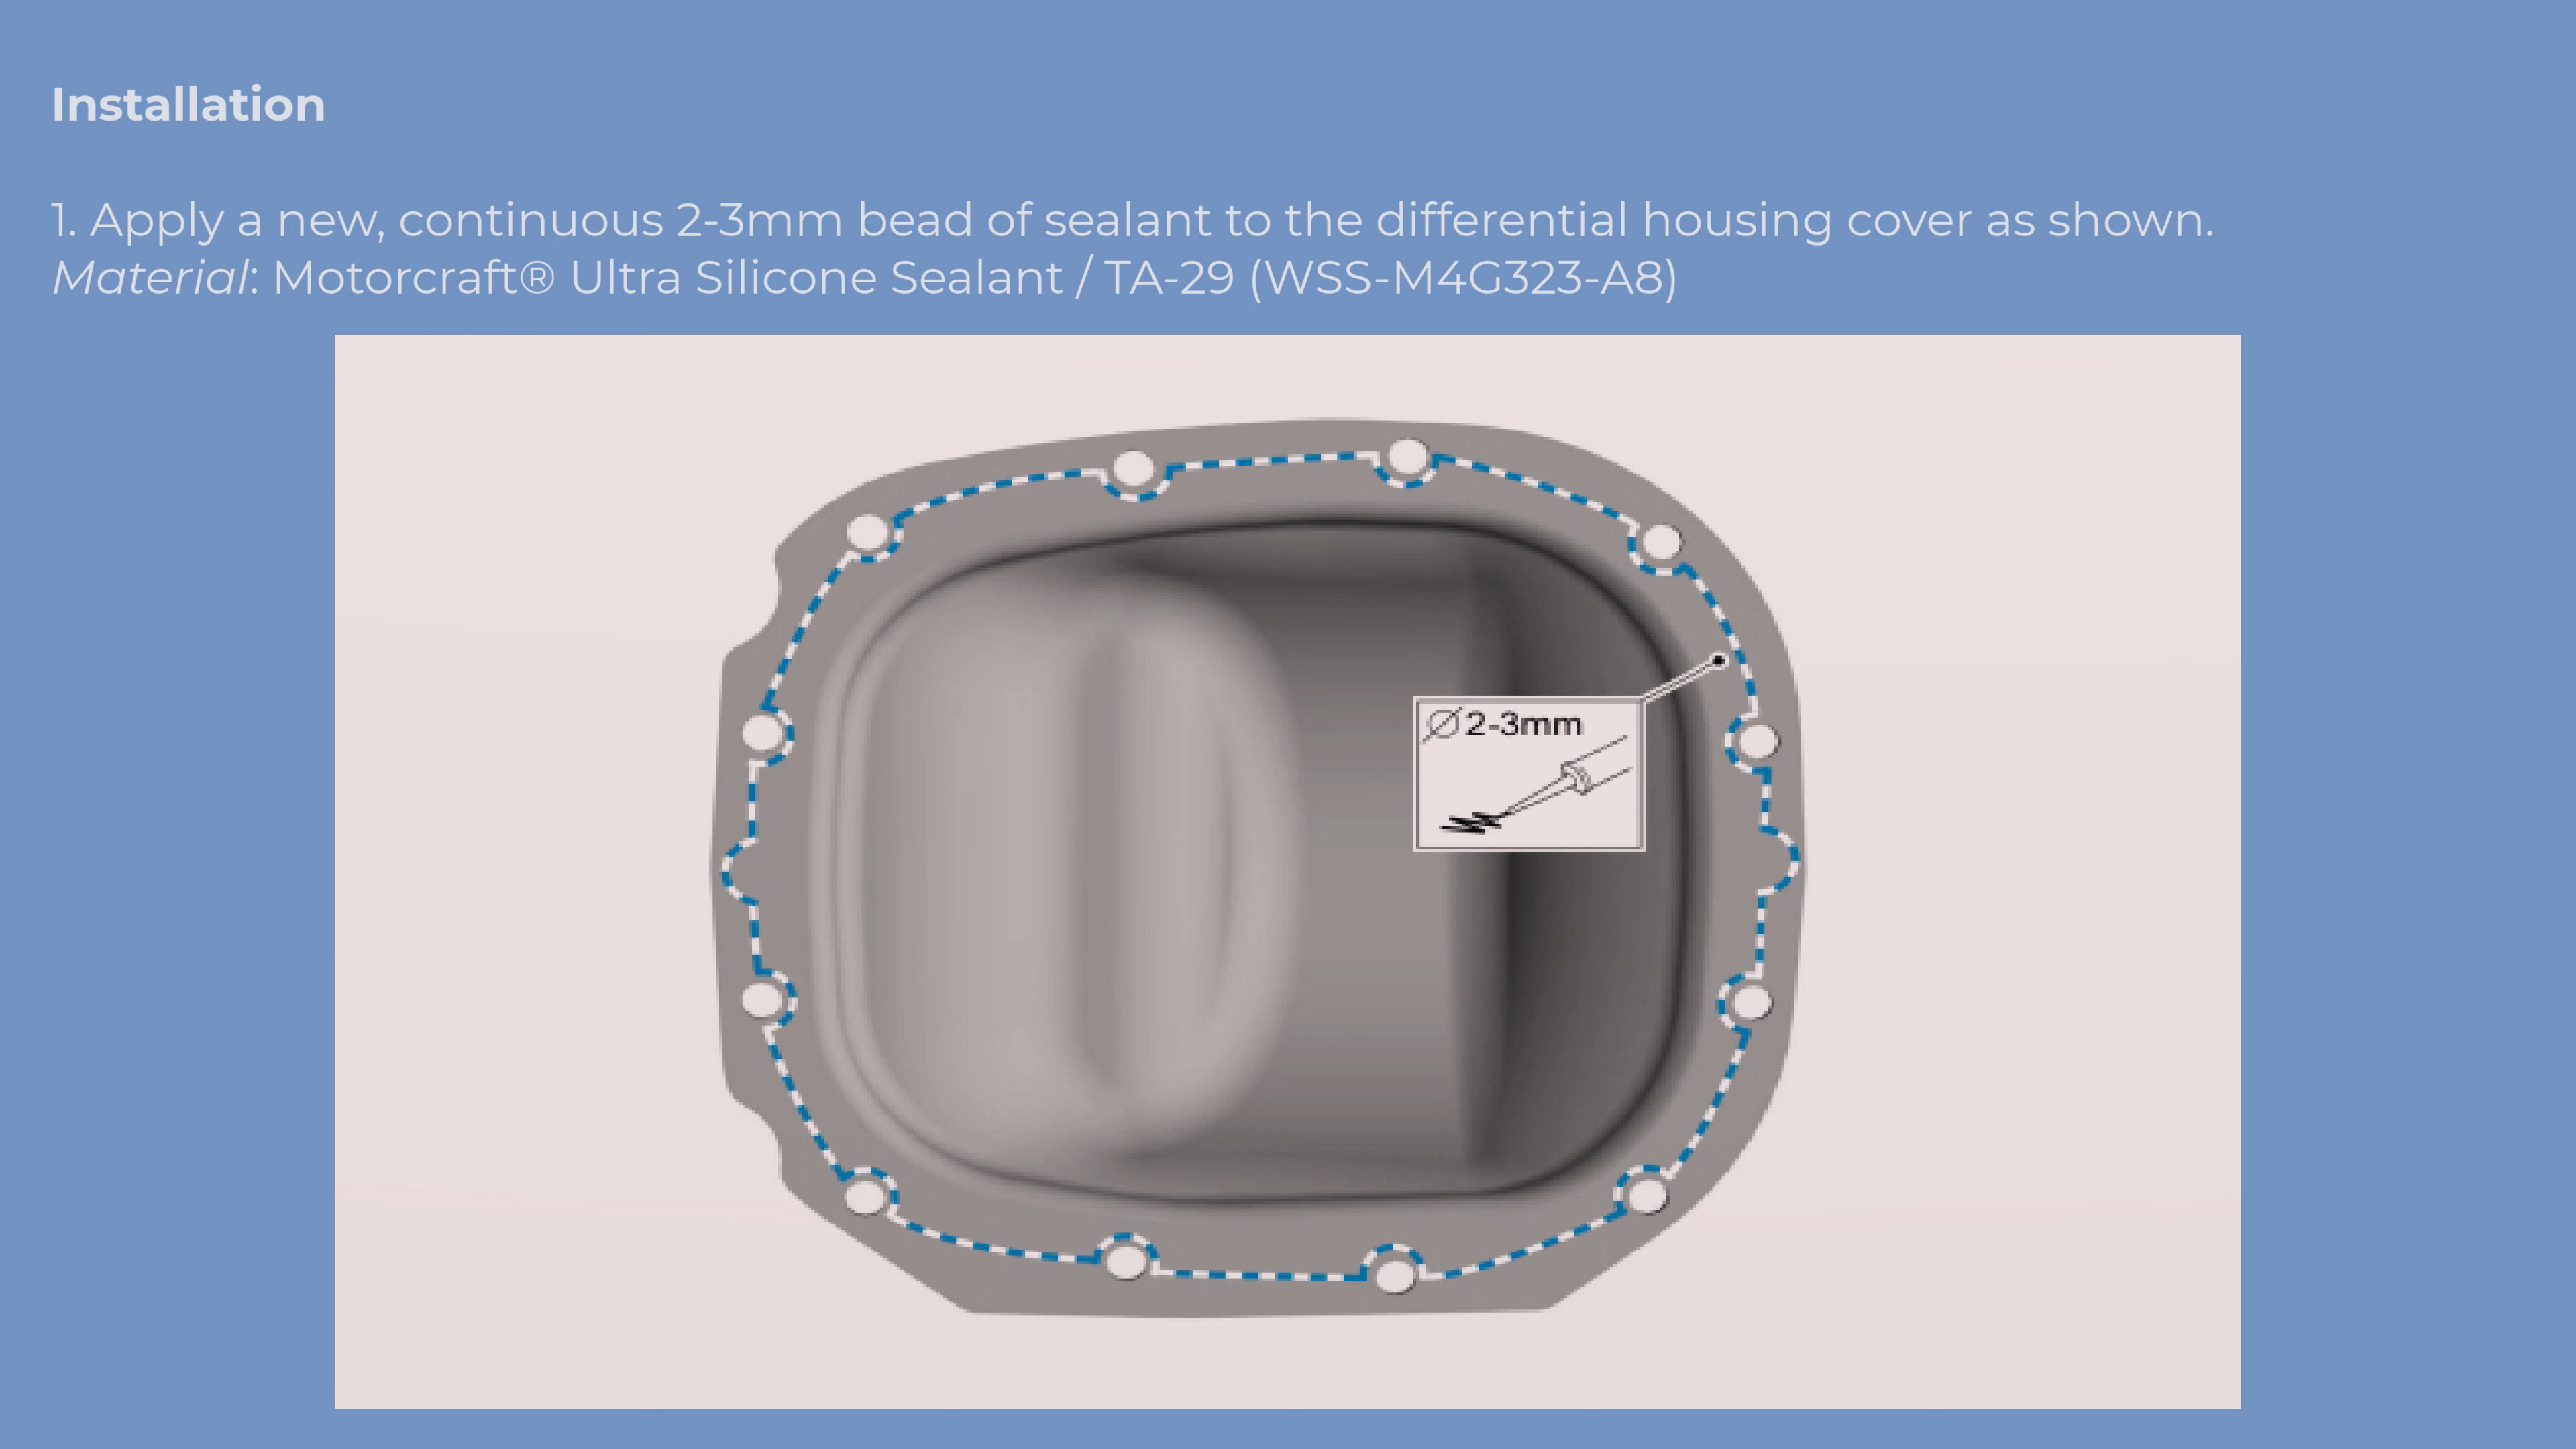 Installation
1. Apply a new, continuous 2-3mm bead of sealant to the differential housing cover as shown.
Material: Motorcraft® Ultra Silicone Sealant / TA-29 (WSS-M4G323-A8)
∅2-3mm